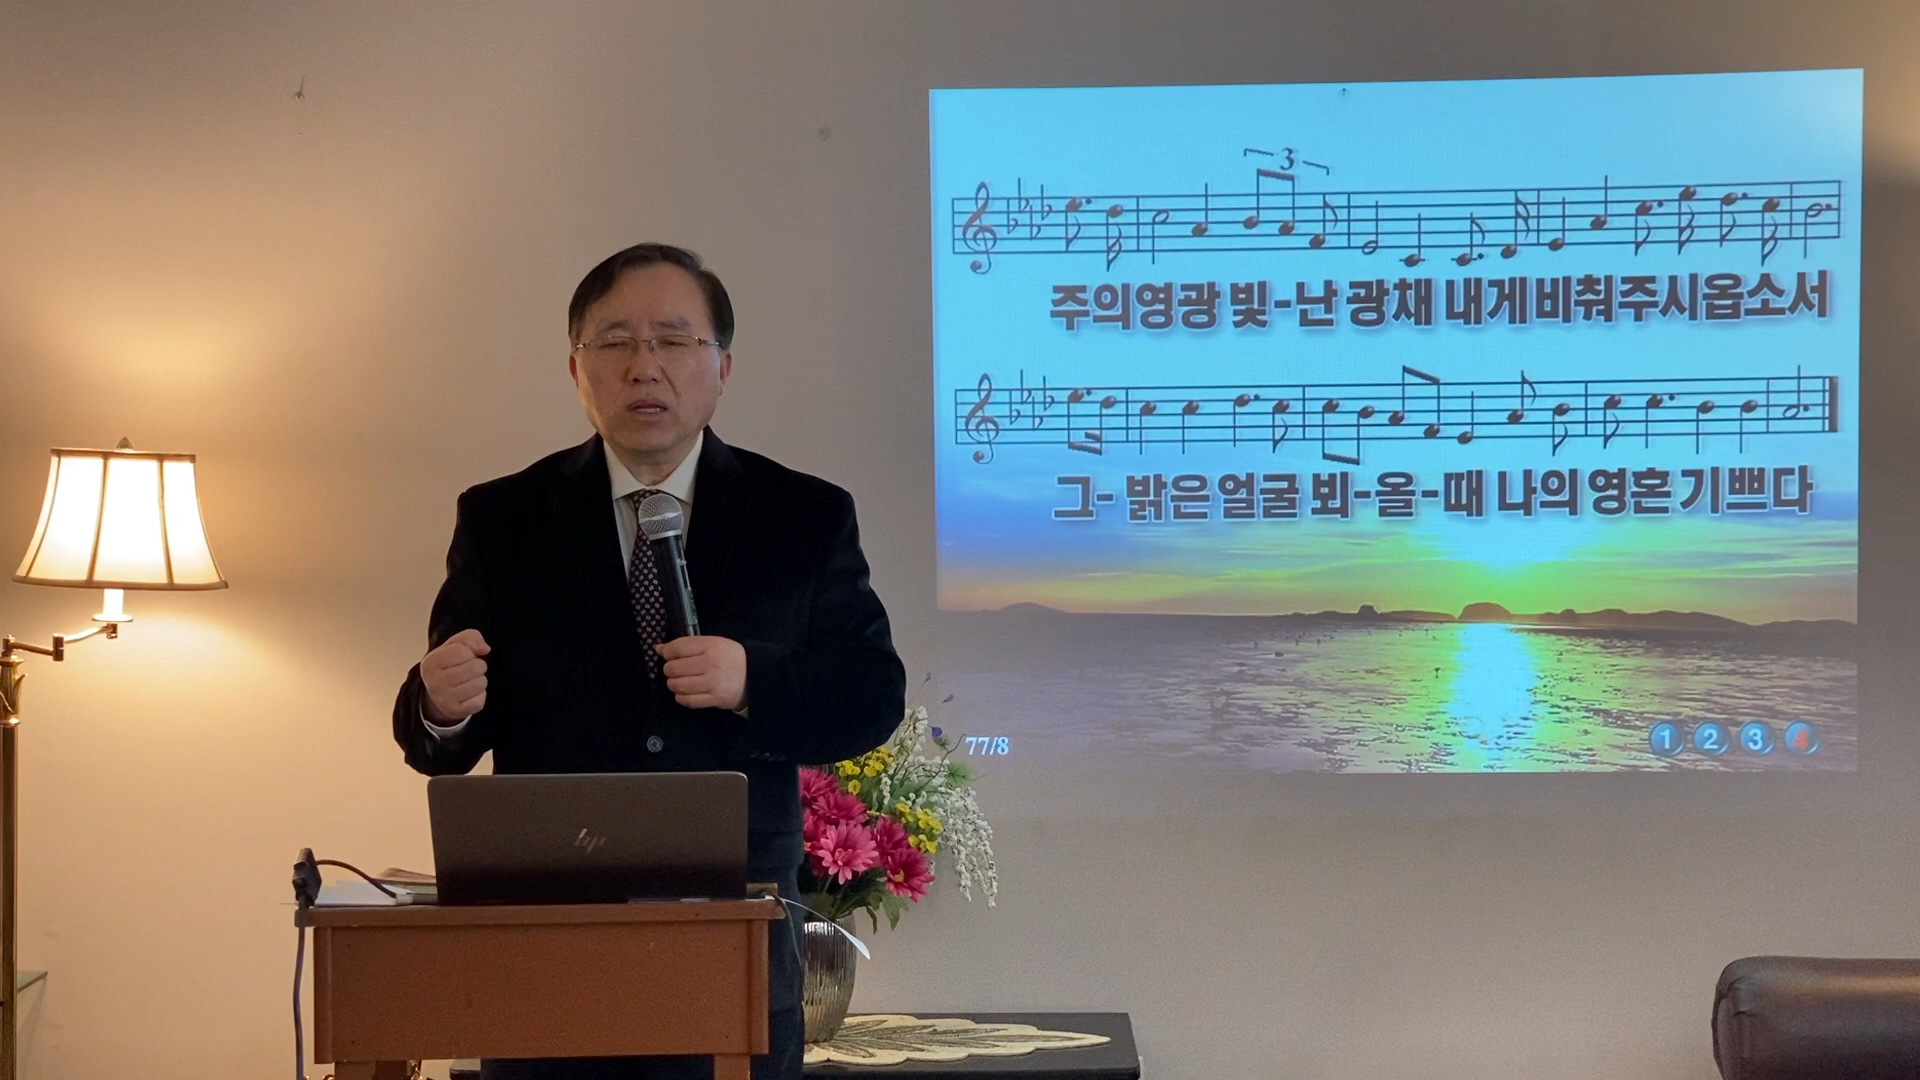 3
주의영광 빛-난 광채 내게비춰주시옵소서
그- 밝은얼굴 뵈-올-때 나의영혼기쁘다
77/8
1 2 3 4
hp